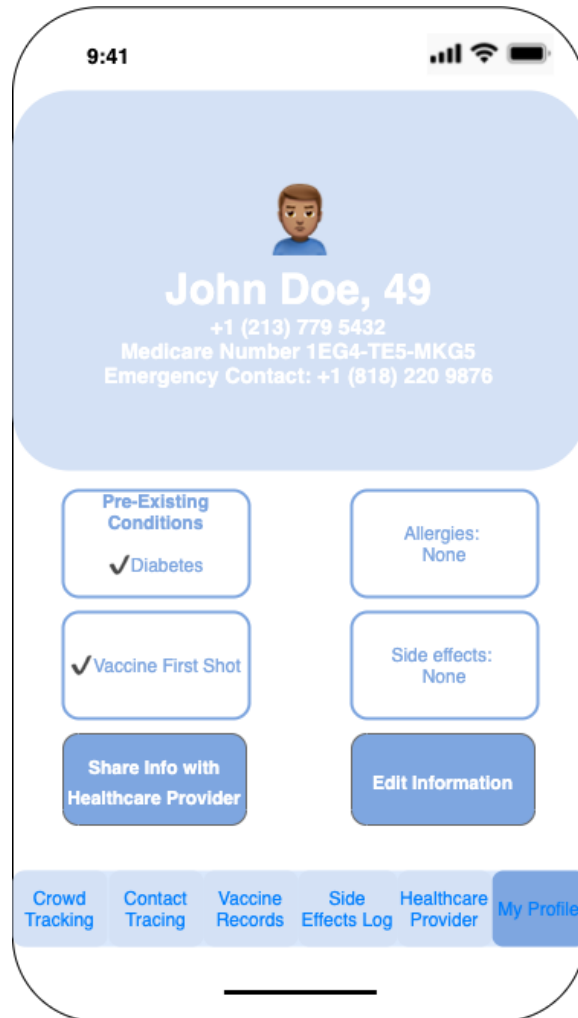 9:41
John Doe, 49
+1 (213) 779 5432
Medicare Number 1EG4-TE5-MKG5
Emergency Contact: +1 (818) 220 9876
Pre-Existing
Conditions
✓Diabetes
Allergies:
None
✓Vaccine First Shot
Side effects:
None
Share Info with
Healthcare Provider
Edit Information
Crowd
Tracking
Contact
Tracing
Vaccine
Records
Side
Effects Log
Healthcare
Provider
My Profile